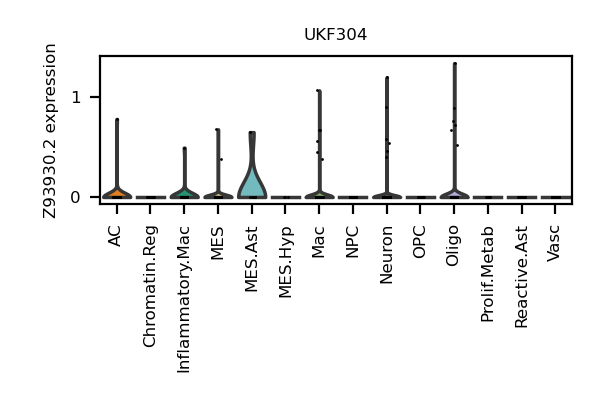 UKF304
Z93930.2 expression
1
0
AC
Chromatin.Reg
Inflammatory.Mac
MES
MES.Ast
MES.Hyp
Mac
NPC
Neuron
OPC
Oligo
Prolif.Metab
Reactive.Ast
Vasc